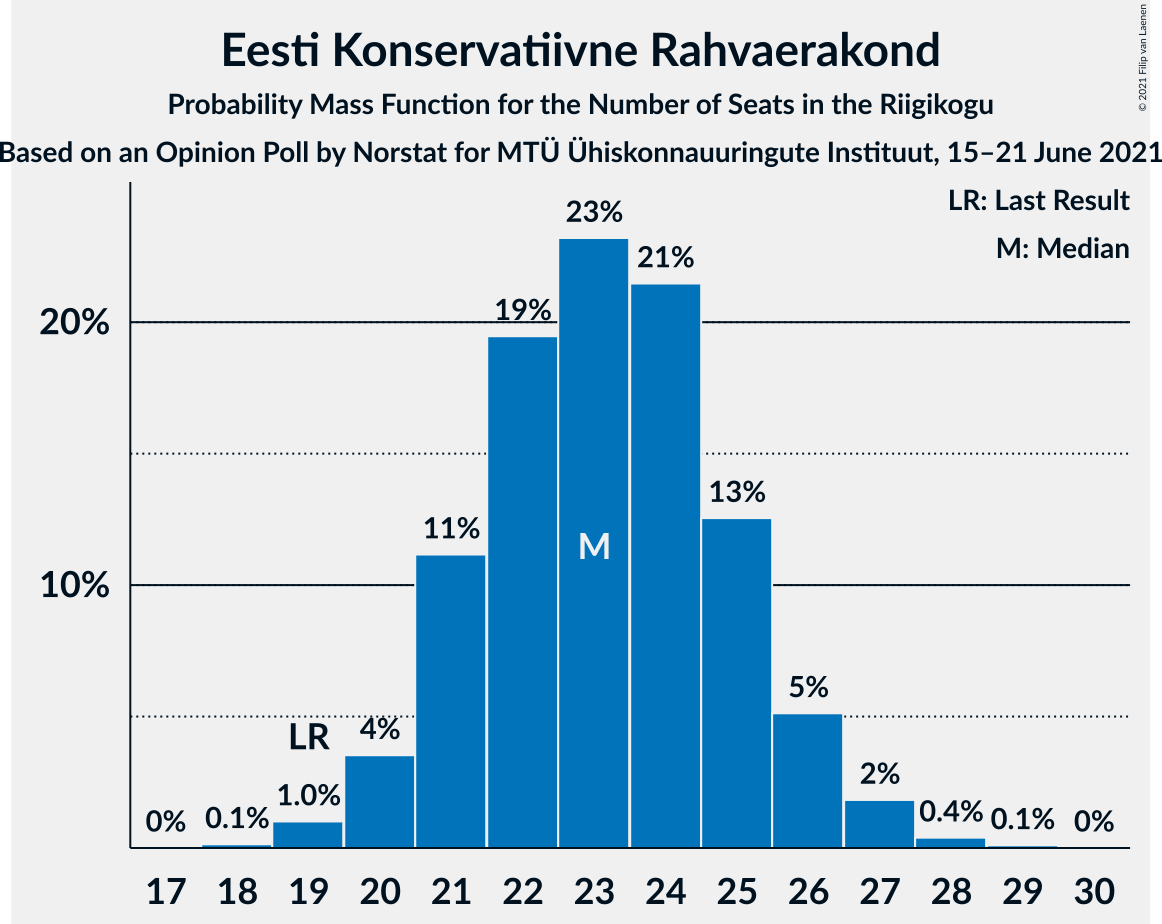 Eesti Konservatiivne Rahvaerakond
Probability Mass Function for the Number of Seats in the Riigikogu
Based on an Opinion Poll by Norstat for MTÜ Ühiskonnauuringute Instituut, 15–21 June 2021
© 2021 Filip van Laenen
LR: Last Result
M: Median
20%
10%
0%
0.1%
1.0%
LR
4%
11%
19%
23%
M
21%
13%
5%
2%
0.4%
0.1%
0%
17 18 19 20 21 22 23 24 25 26 27 28 29 30